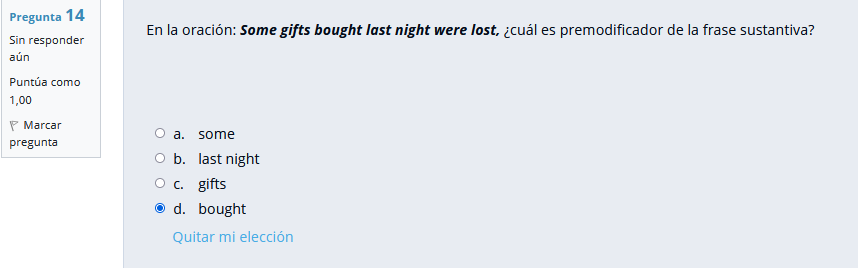 Pregunta 14
Sin responder
aún
Puntúa como
1,00
Marcar
pregunta
En la oración: Some gifts bought last night were lost, ¿cuál es premodificador de la frase sustantiva?
a. some
b. last night
c. gifts
d. bought
Quitar mi elección